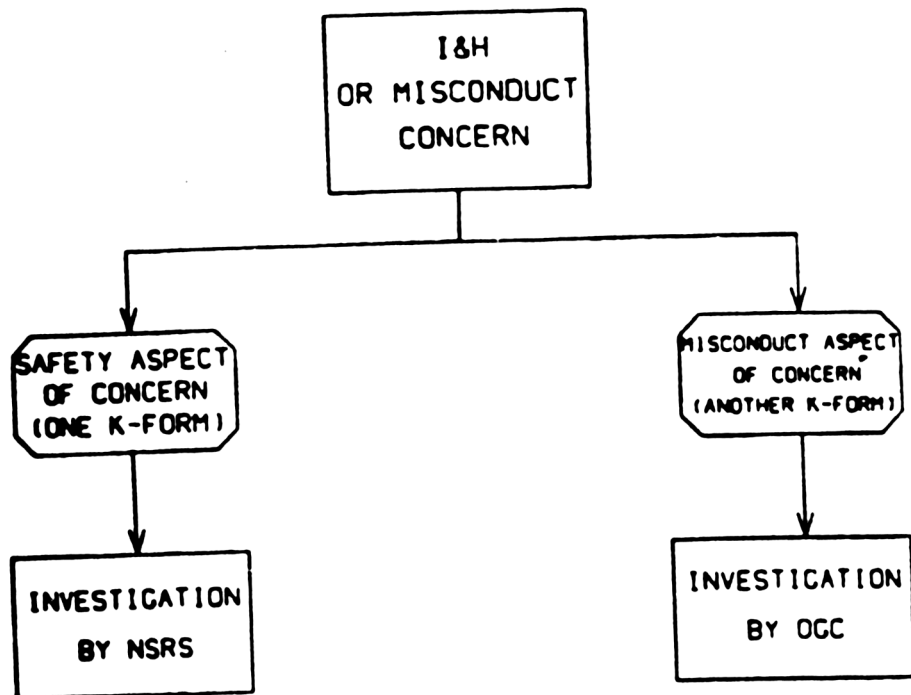 I&H
OR MISCONDUCT
CONCERN
SAFETY ASPECT
OF CONCERN
(ONE K-FORM)
MISCONDUCT ASPECT
OF CONCERN
(ANOTHER K-FORM)
INVESTIGATION
BY NSRS
INVESTIGATION
BY OGC